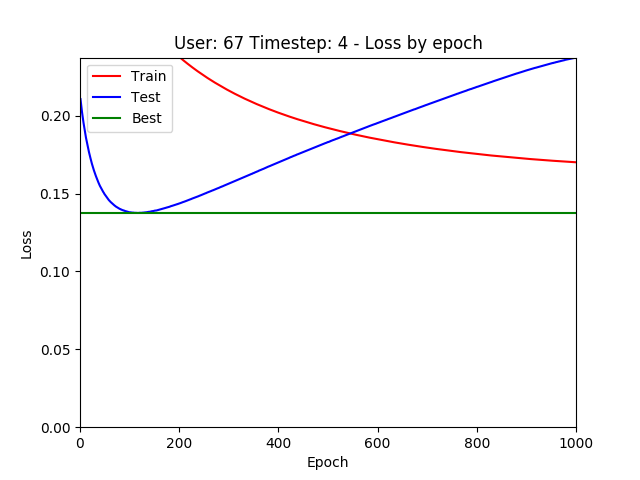 User: 67 Timestep: 4 - Loss by epoch
Train
Test
Best
0.20
0.15
0.10
0.05
0.00
Loss
0 200 400 600 800 1000
Epoch